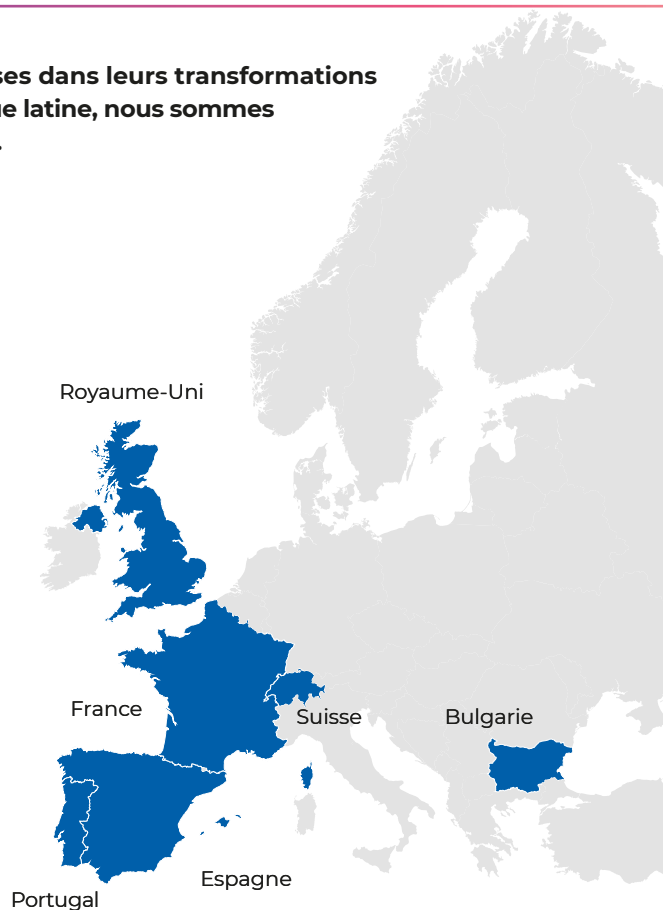 ses dans leurs transformations
ue latine, nous sommes
.
Royaume-Uni
France
Suisse
Bulgarie
Espagne
Portugal